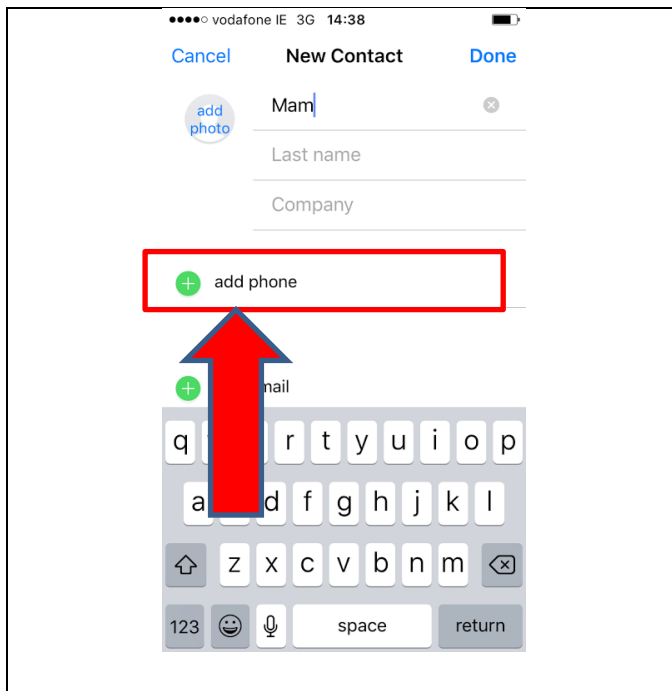 vodafone IE 3G 14:38
Cancel New Contact Done
add photo
Mam
Last name
Company
add phone
mail
q r t y u i o p
a d f g h j k l
z x c v b n m
123 space return